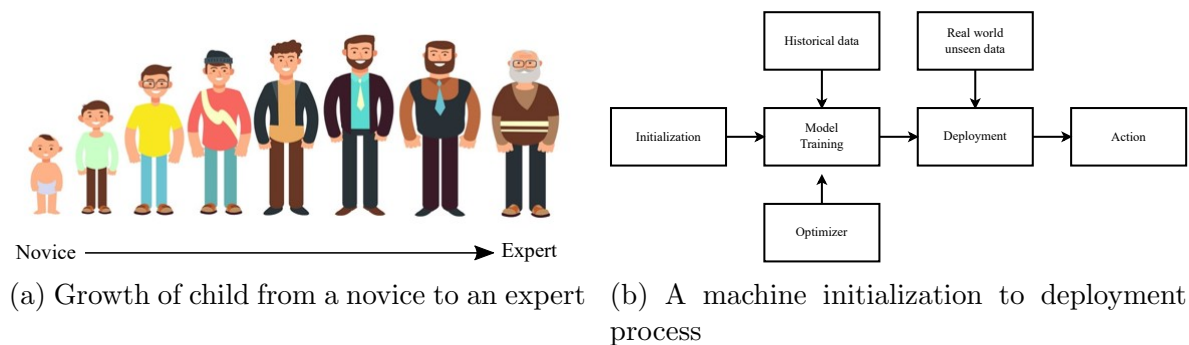 Novice
Expert
(a) Growth of child from a novice to an expert
Historical data
Real world
unseen data
Initialization
Model
Training
Deployment
Action
Optimizer
(b) A machine initialization to deployment
process